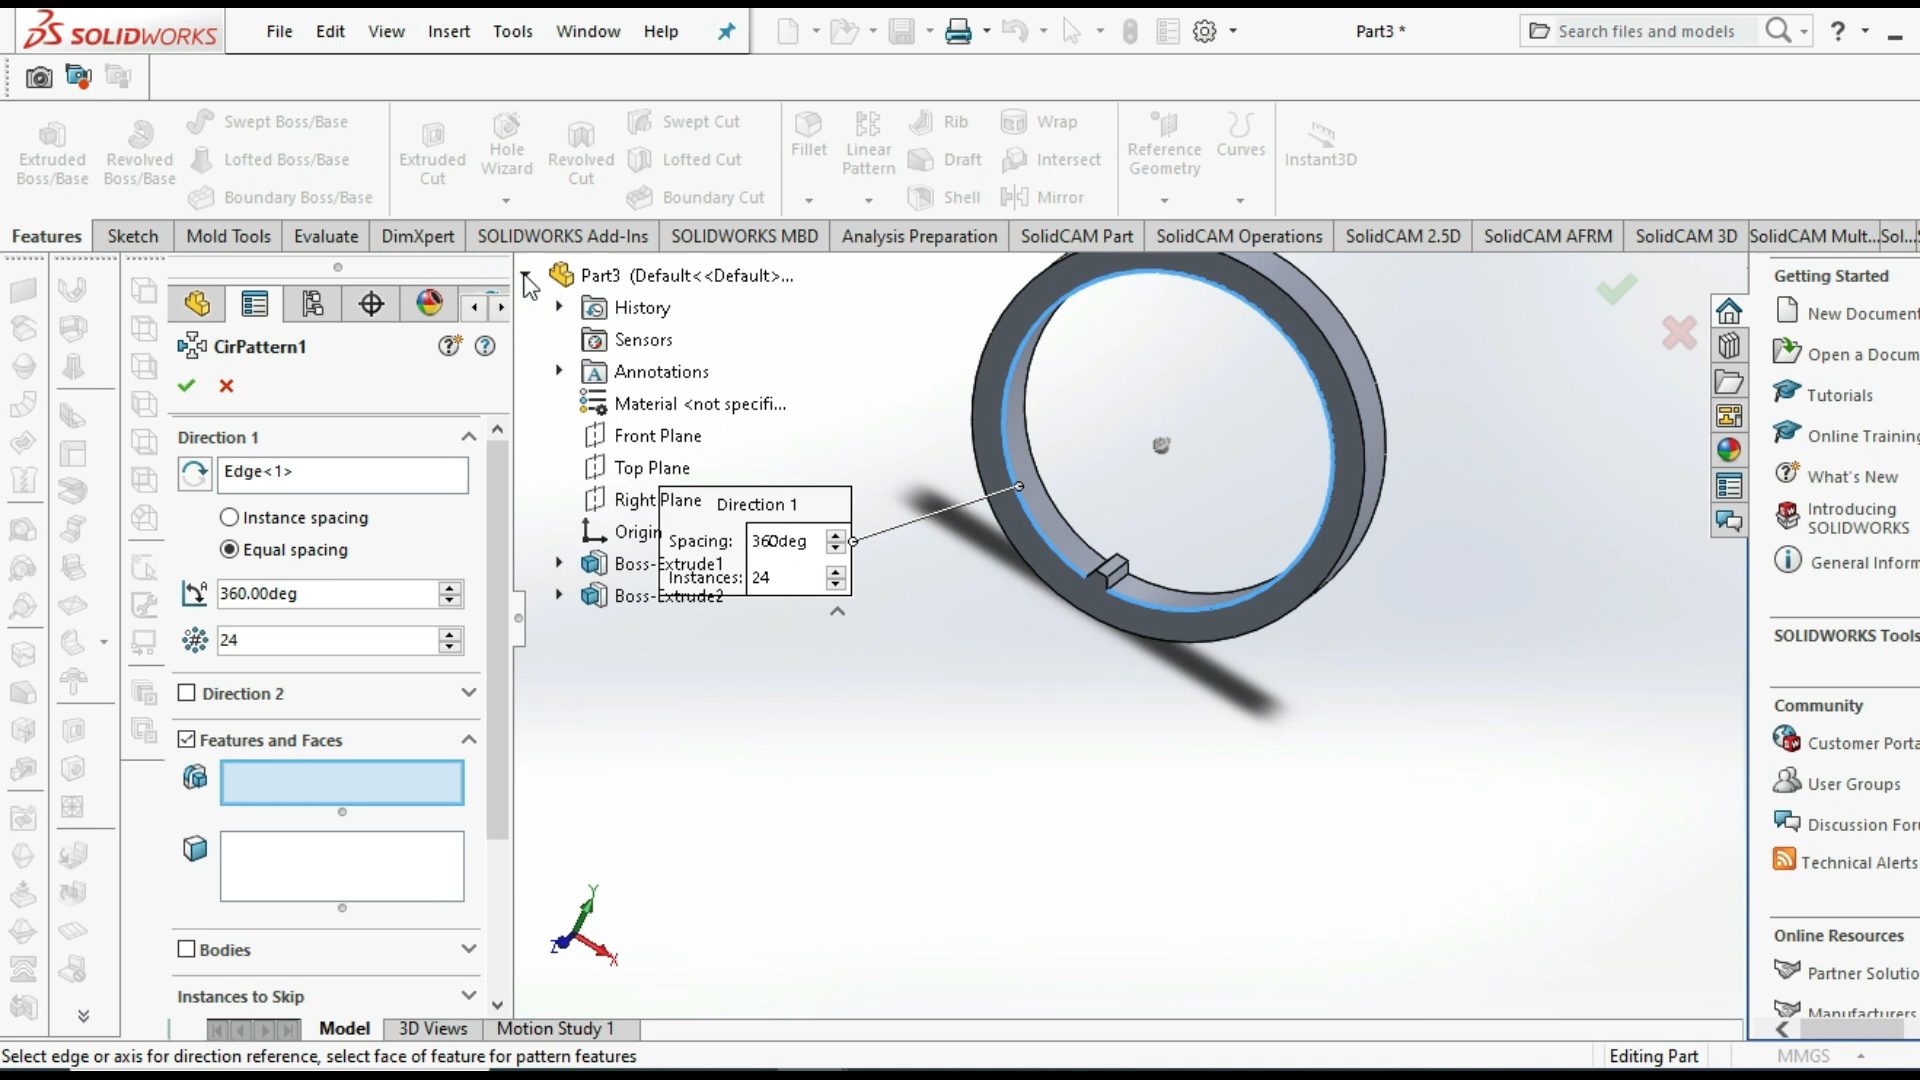 SOLIDWORKS
File Edit View Insert Tools Window Help
Part3 *
Search files and models
?
Extruded Boss/Base
Revolved Boss/Base
Swept Boss/Base
Lofted Boss/Base
Boundary Boss/Base
Extruded Cut
Hole Wizard
Revolved Cut
Swept Cut
Lofted Cut
Boundary Cut
Fillet
Linear Pattern
Rib
Draft
Shell
Wrap
Intersect
Mirror
Reference Geometry
Curves
Instant3D
Features Sketch Mold Tools Evaluate DimXpert SOLIDWORKS Add-Ins SOLIDWORKS MBD Analysis Preparation SolidCAM Part SolidCAM Operations SolidCAM 2.5D SolidCAM AFRM SolidCAM 3D SolidCAM Mult... Sol...
CirPattern1
Direction 1
Edge<1>
Instance spacing
Equal spacing
360.00deg
24
Direction 2
Features and Faces
Bodies
Instances to Skip
Part3 (Default<<Default>...
History
Sensors
Annotations
Material <not specifi...
Front Plane
Top Plane
Right Plane
Origin
Boss-Extrude1
Boss-Extrude2
Direction 1
Spacing: 360deg
Instances: 24
Y
Z
X
Getting Started
New Document
Open a Docum
Tutorials
Online Training
What's New
Introducing
SOLIDWORKS
General Inform
SOLIDWORKS Tools
Community
Customer Porta
User Groups
Discussion For
Technical Alerts
Online Resources
Partner Solutio
Manufacturers
Model 3D Views Motion Study 1
Select edge or axis for direction reference, select face of feature for pattern features
Editing Part
MMGS